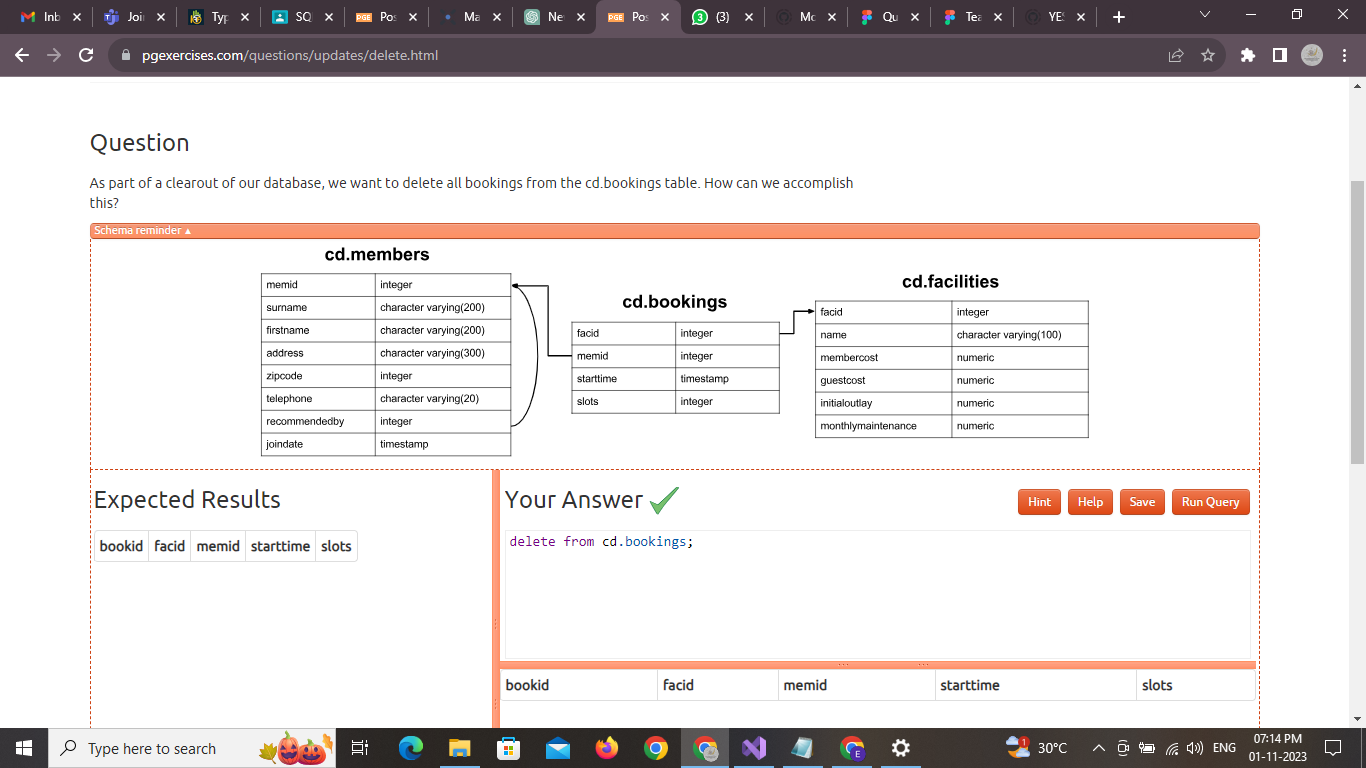 Inb
Joi
Typ
SQ
PGE Po
Ma
Ne
PGE Po
3 (3)
Mc
Qu
Tea
YE
pgexercises.com/questions/updates/delete.html
Question
As part of a clearout of our database, we want to delete all bookings from the cd.bookings table. How can we accomplish
this?
Schema reminder ▴
cd.members
memid integer
surname character varying(200)
firstname character varying(200)
address character varying(300)
zipcode integer
telephone character varying(20)
recommendedby integer
joindate timestamp
cd.bookings
facid integer
memid integer
starttime timestamp
slots integer
cd.facilities
facid integer
name character varying(100)
membercost numeric
guestcost numeric
initialoutlay numeric
monthlymaintenance numeric
Expected Results
bookid facid memid starttime slots
Your Answer
Hint Help Save Run Query
delete from cd.bookings;
bookid facid memid starttime slots
Type here to search
E
1
30°C
ENG
07:14 PM
01-11-2023